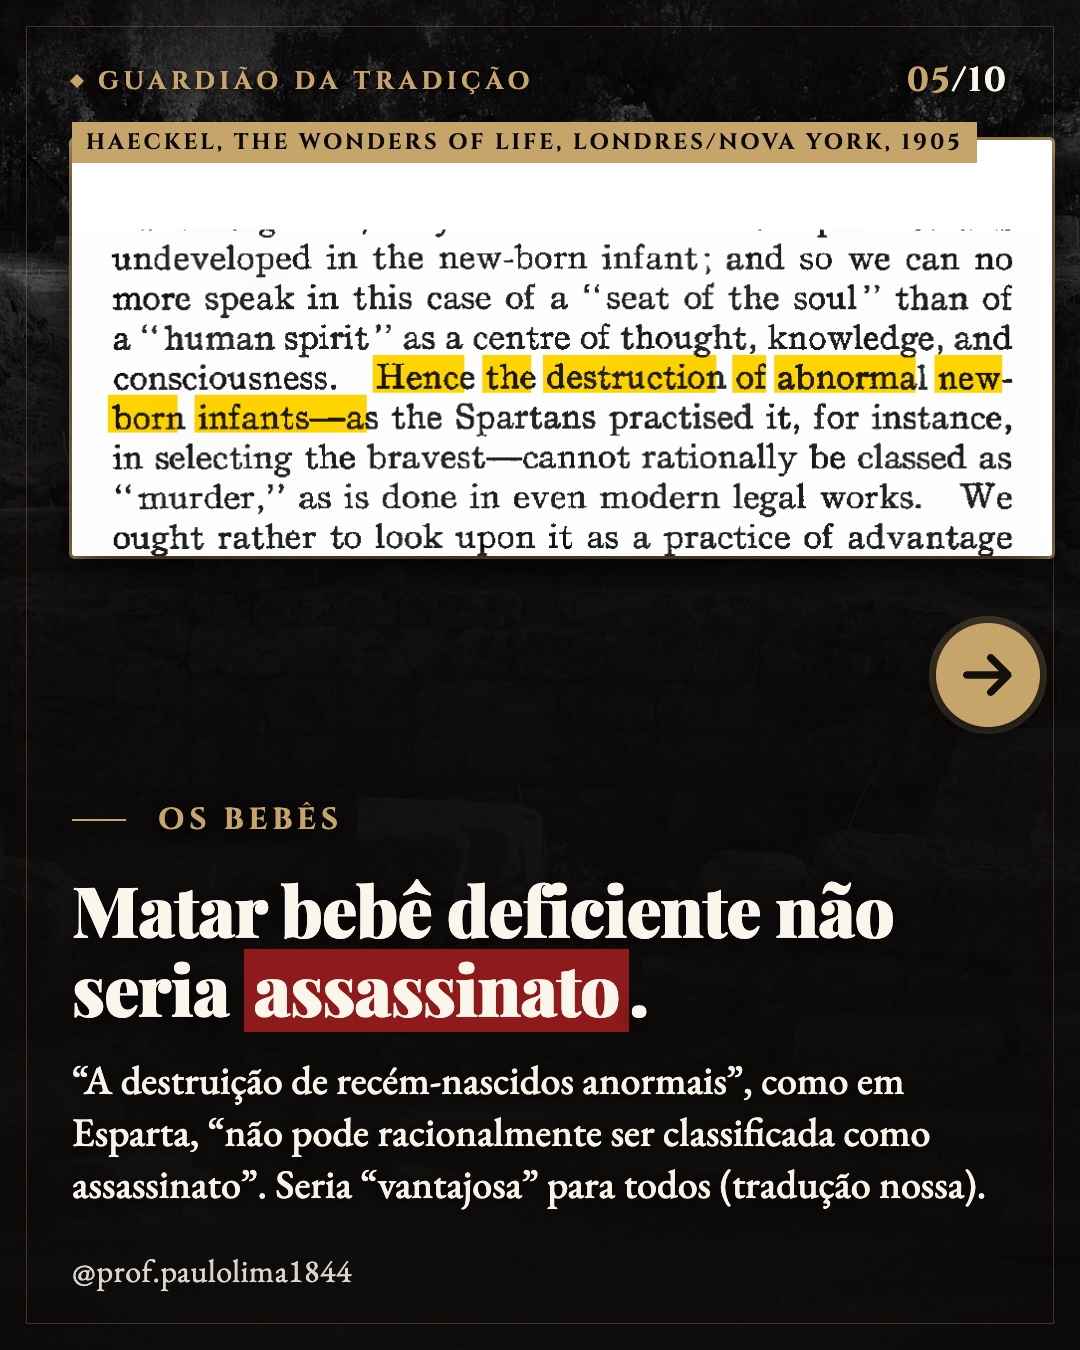 GUARDIÃO DA TRADIÇÃO
05/10
HAECKEL, THE WONDERS OF LIFE, LONDRES/NOVA YORK, 1905
undeveloped in the new-born infant; and so we can no
more speak in this case of a “seat of the soul” than of
a “human spirit” as a centre of thought, knowledge, and
consciousness. Hence the destruction of abnormal new-
born infants—as the Spartans practised it, for instance,
in selecting the bravest—cannot rationally be classed as
“murder,” as is done in even modern legal works. We
ought rather to look upon it as a practice of advantage
OS BEBÊS
Matar bebê deficiente não
seria assassinato.
“A destruição de recém-nascidos anormais”, como em
Esparta, “não pode racionalmente ser classificada como
assassinato”. Seria “vantajosa” para todos (tradução nossa).
@prof.paulolima1844